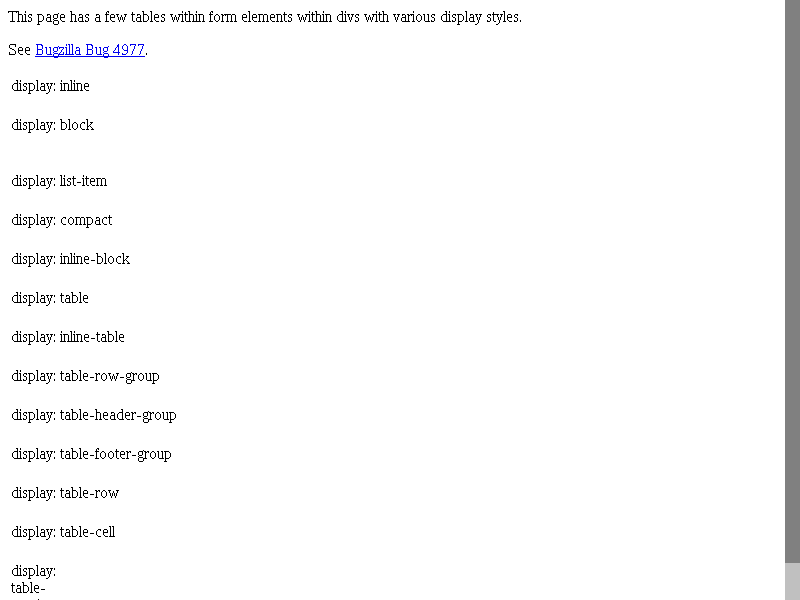 This page has a few tables within form elements within divs with various display styles.
See Bugzilla Bug 4977.
display: inline
display: block
display: list-item
display: compact
display: inline-block
display: table
display: inline-table
display: table-row-group
display: table-header-group
display: table-footer-group
display: table-row
display: table-cell
display:
table-